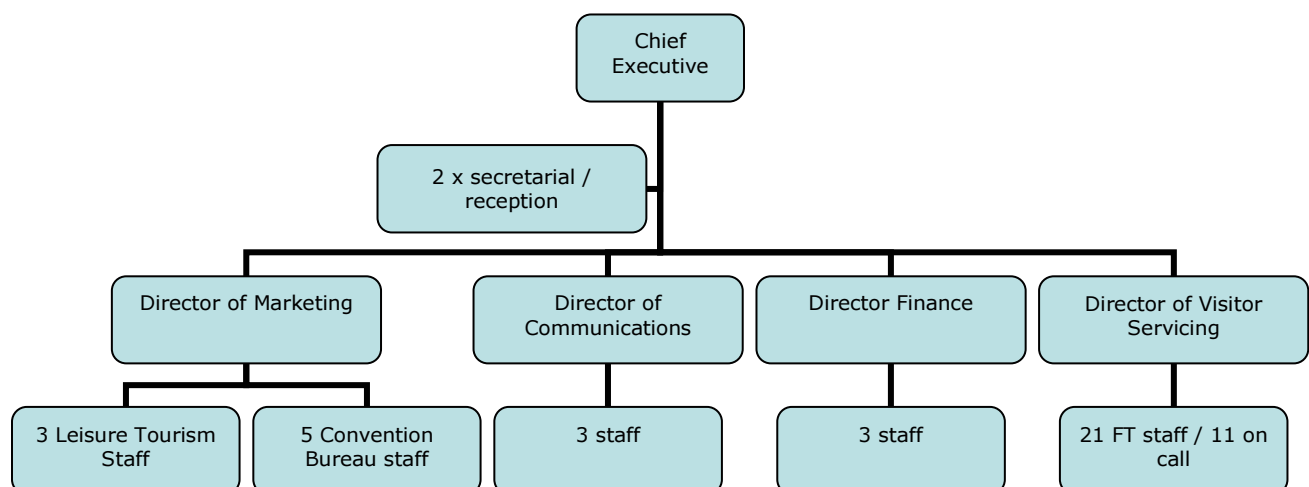 Chief
Executive
2 x secretarial /
reception
Director of Marketing
Director of
Communications
Director Finance
Director of Visitor
Servicing
3 Leisure Tourism
Staff
5 Convention
Bureau staff
3 staff
3 staff
21 FT staff / 11 on
call